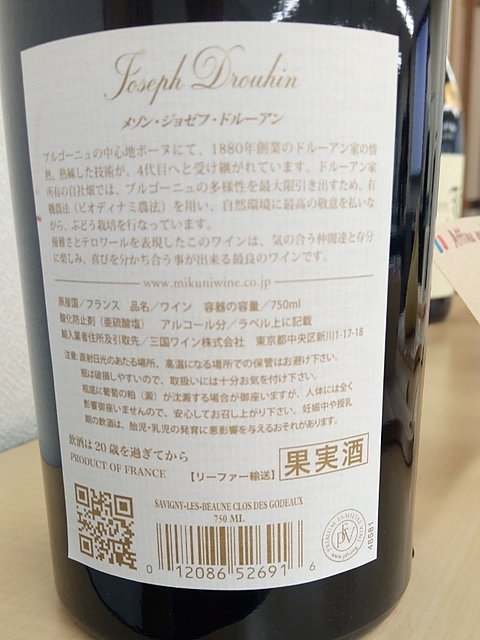 Joseph Drouhin
メゾン・ジョゼフ・ドルーアン
ブルゴーニュの中心地ボーヌにて、1880年創業のドルーアン家の情
熱、熟練した技術が、4代目へと受け継がれています。ドルーアン家
所有の自社畑では、ブルゴーニュの多様性を最大限引き出すため、有
機農法（ビオディナミ農法）を用い、自然環境に最高の敬意を払いな
がら、ぶどう栽培を行なっています。
優雅さとテロワールを表現したこのワインは、気の合う仲間達と存分
に楽しみ、喜びを分かち合う事が出来る最良のワインです。
www.mikuniwine.co.jp
原産国／フランス 品名／ワイン 容器の容量／750ml
酸化防止剤（亜硫酸塩） アルコール分／ラベル上に記載
輸入業者住所及引取先／三国ワイン株式会社 東京都中央区新川1-17-18
注意:直射日光のあたる場所、高温になる場所での保管はお避け下さい。
瓶は破損しやすいので、取扱いには十分お気を付け下さい。
瓶底に葡萄の粕（澱）が沈澱する場合が御座いますが、人体には全く
影響御座いませんので、安心してお召し上がり下さい。妊娠中や授乳
期の飲酒は、胎児・乳児の発育に悪影響を与えるおそれがあります。
飲酒は20歳を過ぎてから
PRODUCT OF FRANCE
【リーファー輸送】
果実酒
SAVIGNY-LES-BEAUNE CLOS DES GODEAUX
750 ML
0 12086 52691 6
PFV
48581